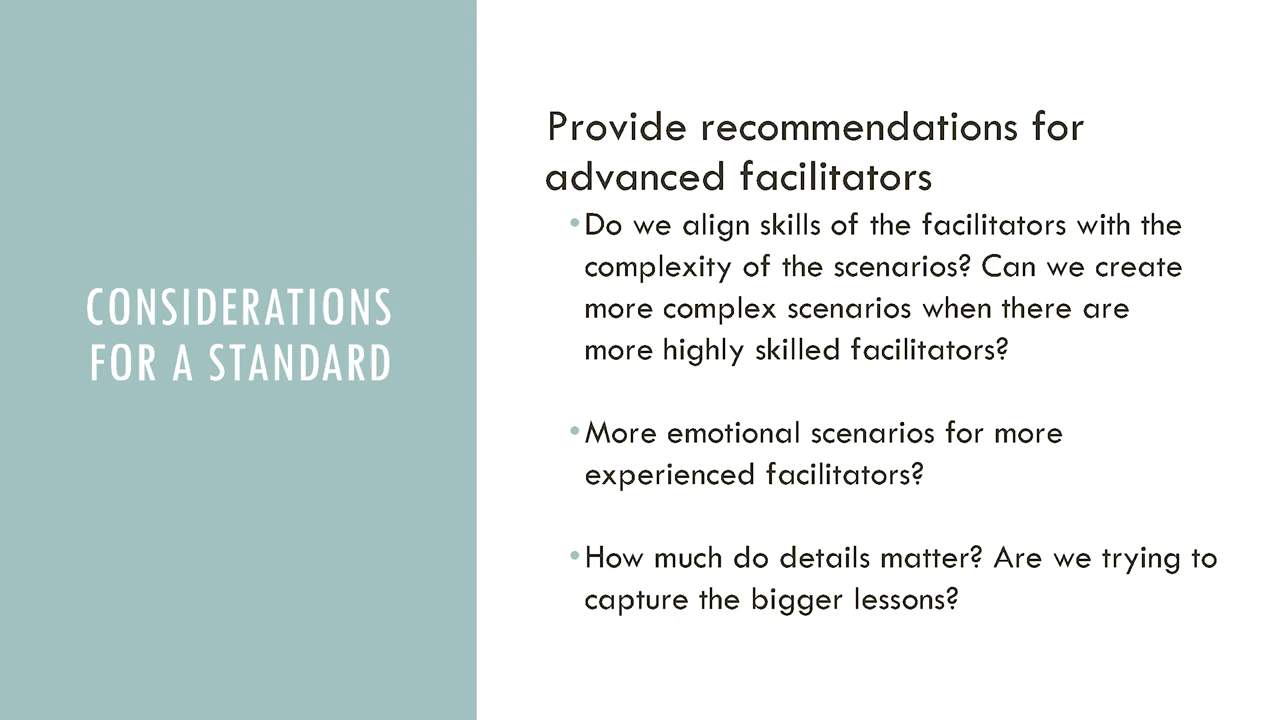 CONSIDERATIONS
FOR A STANDARD
Provide recommendations for
advanced facilitators
•Do we align skills of the facilitators with the
complexity of the scenarios? Can we create
more complex scenarios when there are
more highly skilled facilitators?
•More emotional scenarios for more
experienced facilitators?
•How much do details matter? Are we trying to
capture the bigger lessons?